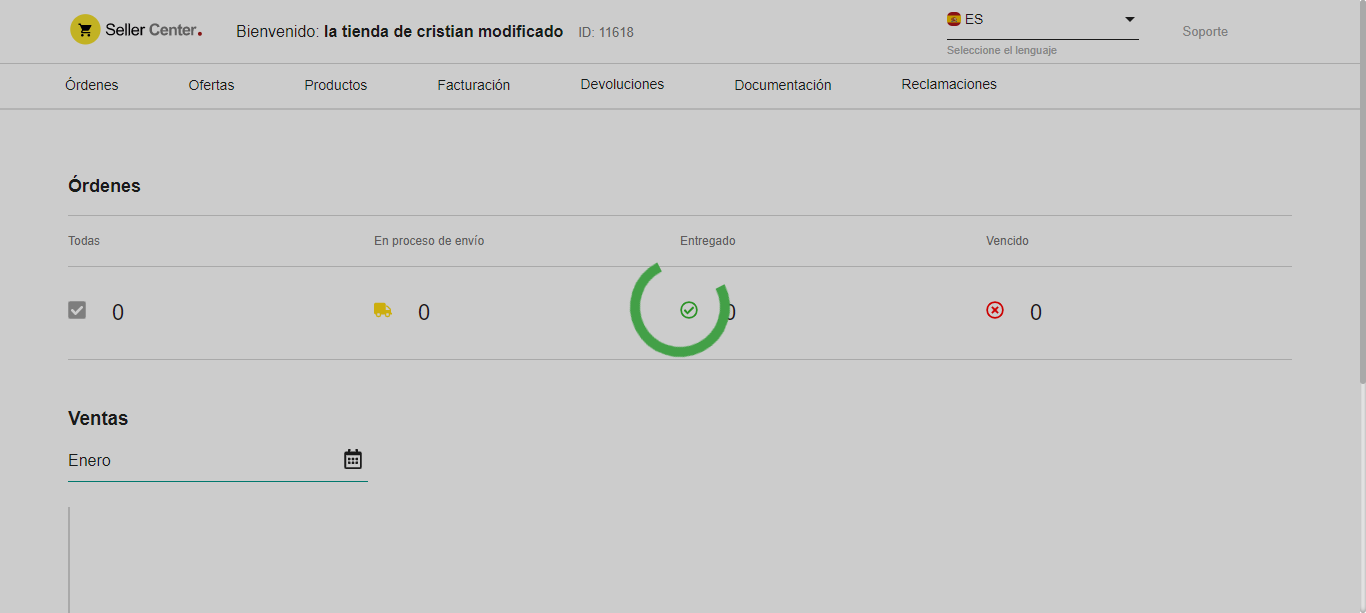 Seller Center.
Bienvenido: la tienda de cristian modificado ID: 11618
ES
Seleccione el lenguaje
Soporte
Órdenes Ofertas Productos Facturación Devoluciones Documentación Reclamaciones
Órdenes
Todas En proceso de envío Entregado Vencido
0 0 0 0
Ventas
Enero